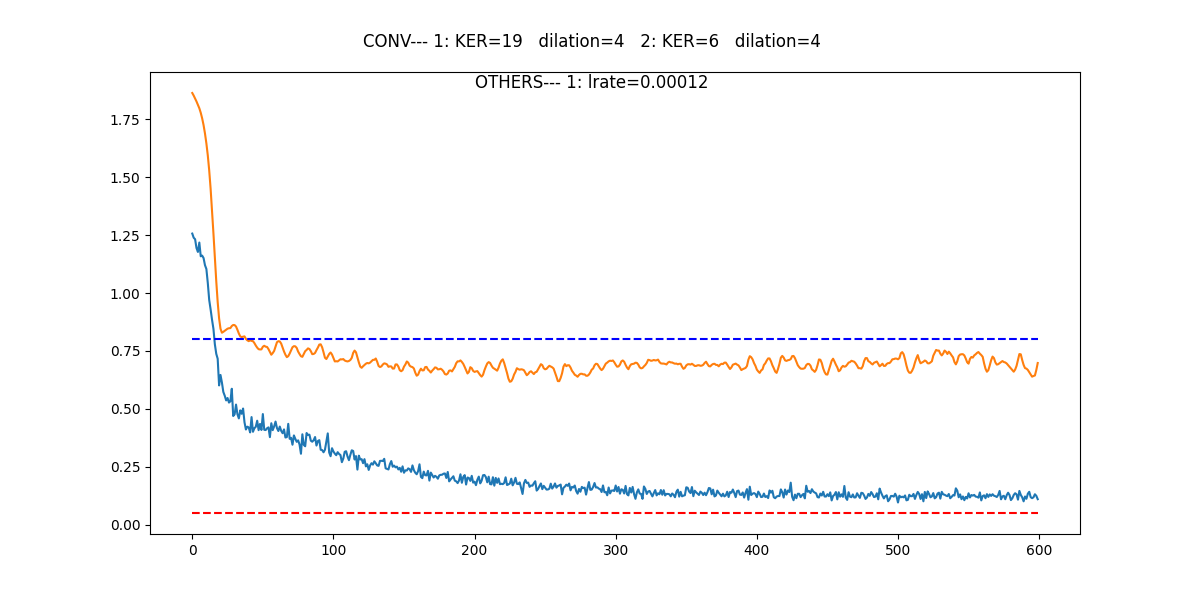 CONV--- 1: KER=19   dilation=4   2: KER=6   dilation=4
OTHERS--- 1: lrate=0.00012
1.75
1.50
1.25
1.00
0.75
0.50
0.25
0.00
0 100 200 300 400 500 600